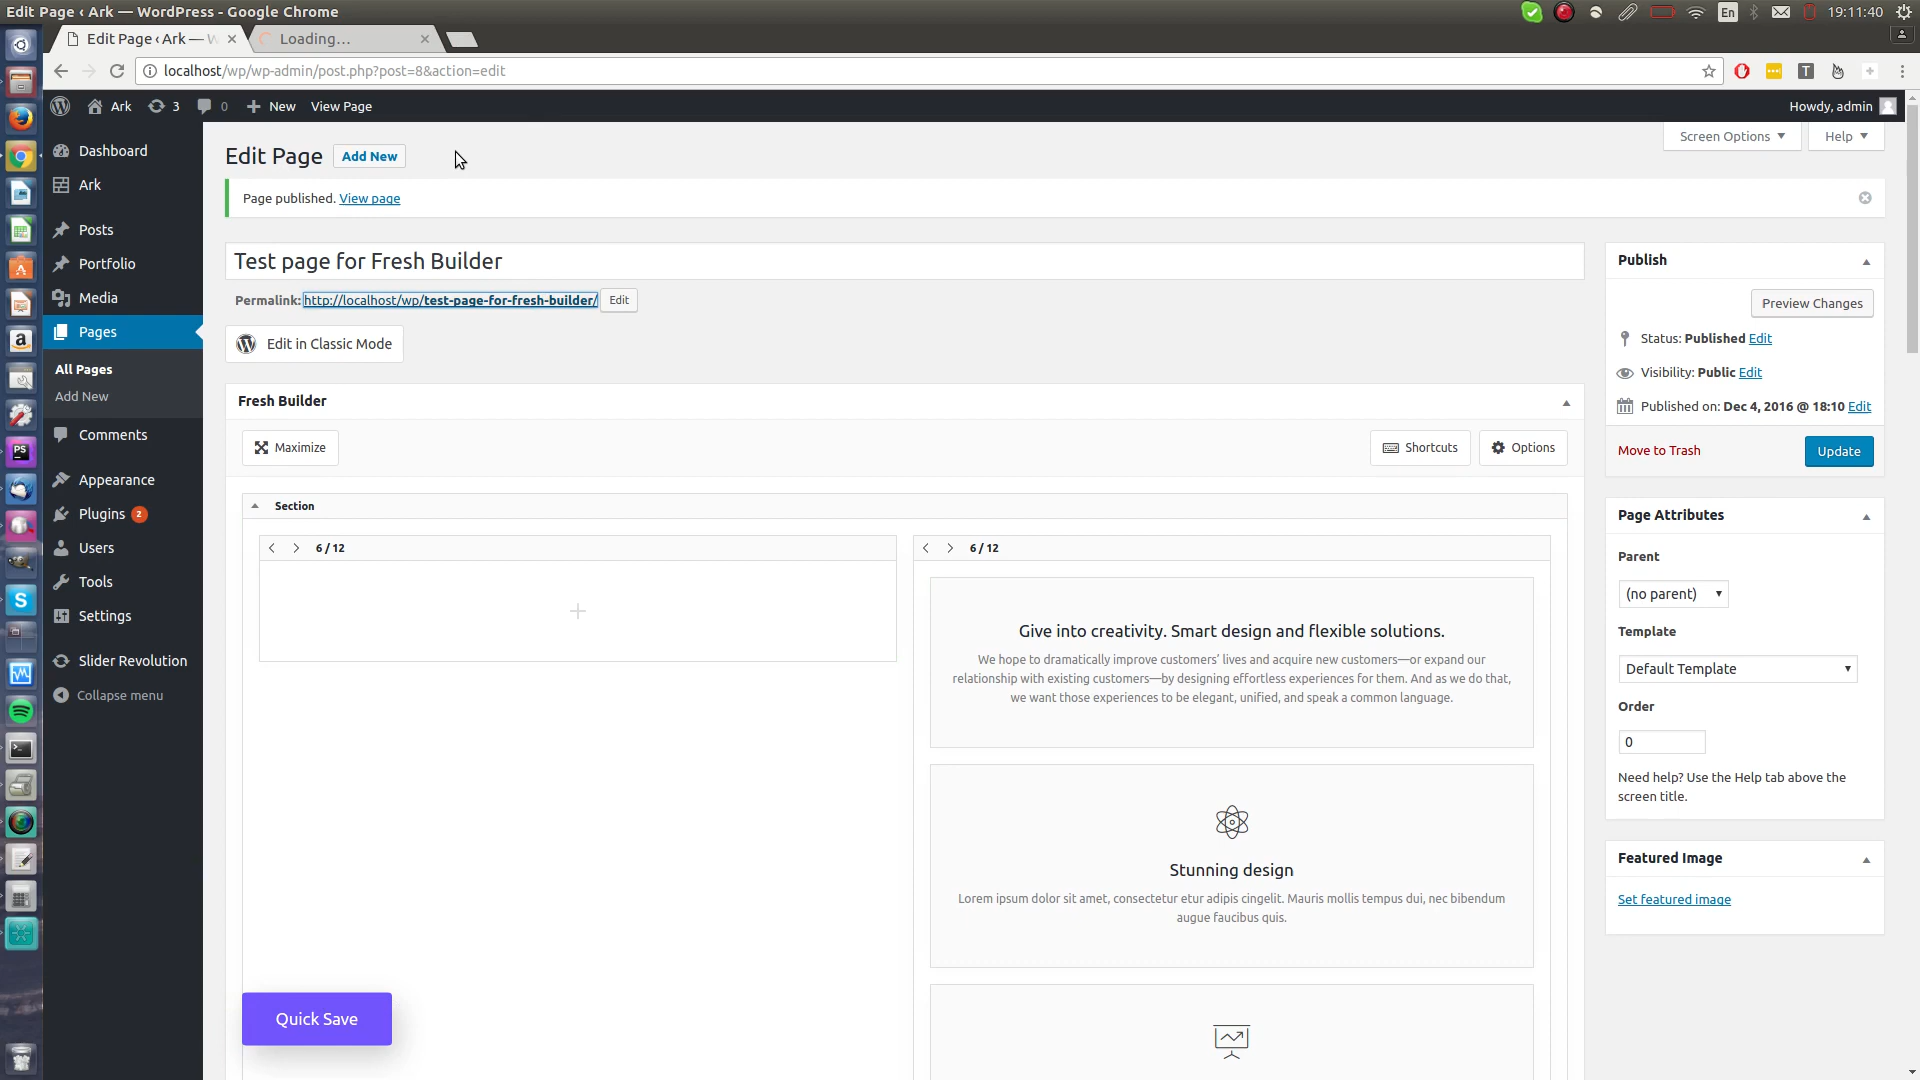 Edit Page ‹ Ark — WordPress - Google Chrome
En
19:11:40
Edit Page ‹ Ark — W
Loading…
localhost/wp/wp-admin/post.php?post=8&action=edit
T
Ark
3
0
New
View Page
Howdy, admin
Screen Options
Help
Dashboard
Ark
Posts
Portfolio
Media
Pages
All Pages
Add New
Comments
Appearance
Plugins 2
Users
Tools
Settings
Slider Revolution
Collapse menu
Edit Page
Add New
Page published. View page
Test page for Fresh Builder
Permalink: http://localhost/wp/test-page-for-fresh-builder/
Edit
Edit in Classic Mode
Fresh Builder
Maximize
Shortcuts
Options
Section
6 / 12
6 / 12
Give into creativity. Smart design and flexible solutions.
We hope to dramatically improve customers’ lives and acquire new customers—or expand our
relationship with existing customers—by designing effortless experiences for them. And as we do that,
we want those experiences to be elegant, unified, and speak a common language.
Stunning design
Lorem ipsum dolor sit amet, consectetur etur adipis cingelit. Mauris mollis tempus dui, nec bibendum
augue faucibus quis.
Quick Save
Publish
Preview Changes
Status: Published Edit
Visibility: Public Edit
Published on: Dec 4, 2016 @ 18:10 Edit
Move to Trash
Update
Page Attributes
Parent
(no parent)
Template
Default Template
Order
0
Need help? Use the Help tab above the
screen title.
Featured Image
Set featured image
PS
S
a